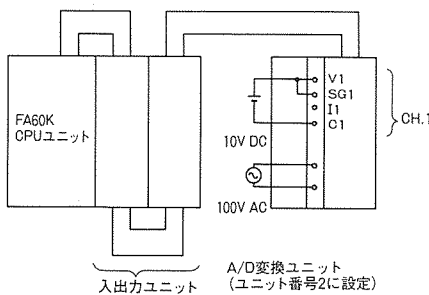 FA60K
CPUユニット
V1
SG1
I1
C1
CH.1
10V DC
100V AC
入出力ユニット
A/D変換ユニット
(ユニット番号2に設定)